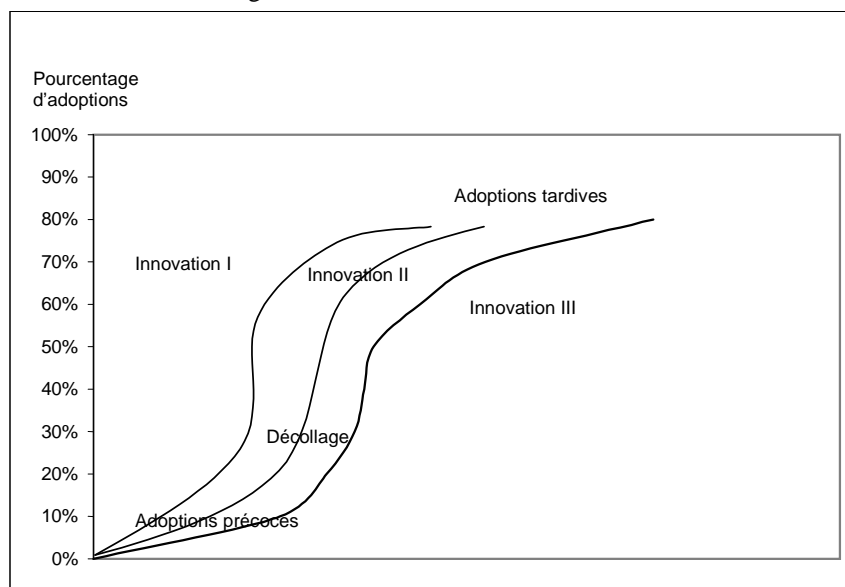 Pourcentage
d'adoptions
100%
90%
Adoptions tardives
80%
70%
Innovation I
Innovation II
60%
Innovation III
50%
40%
30%
Décollage
20%
10%
Adoptions précoces
0%